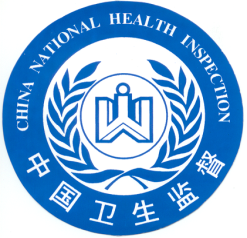 CHINA NATIONAL HEALTH INSPECTION
中国卫生监督